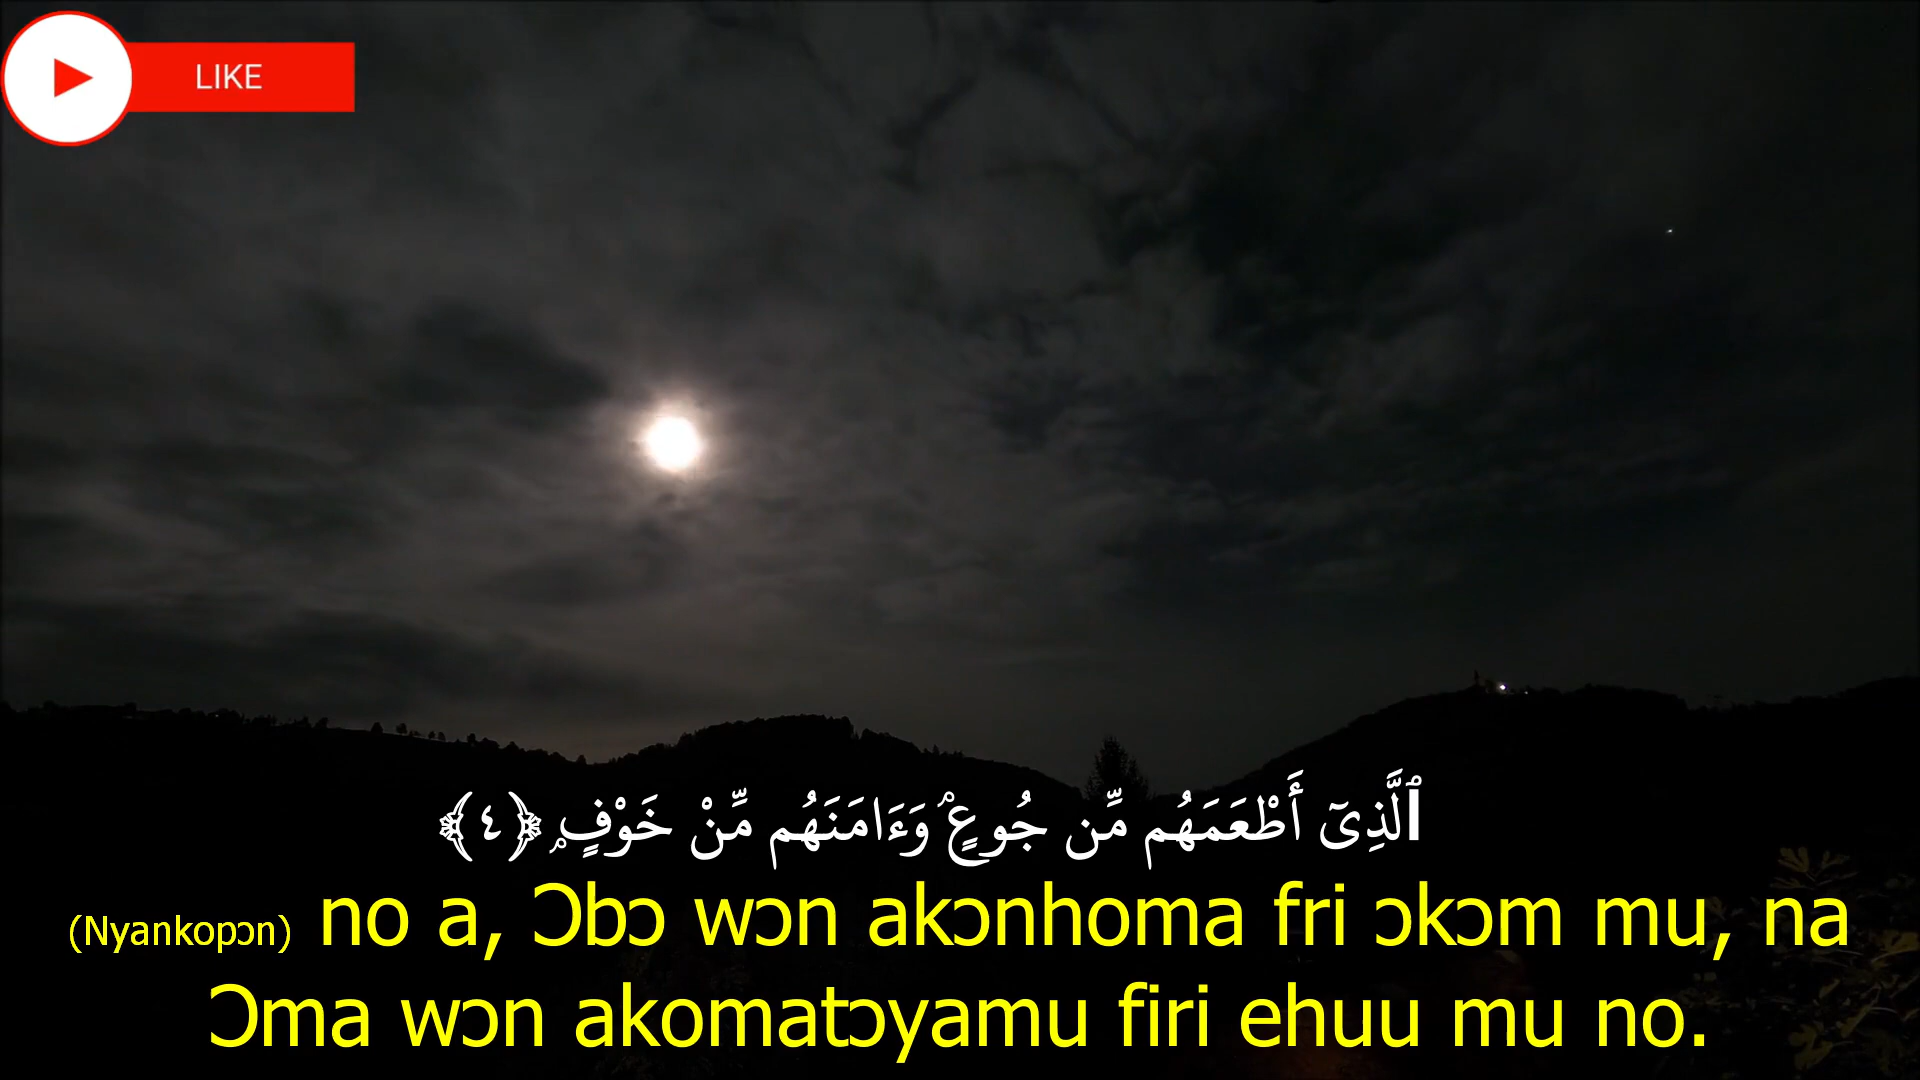 LIKE
ٱلَّذِىٓ أَطْعَمَهُم مِّن جُوعٍۢ وَءَامَنَهُم مِّنْ خَوْفٍۭ ﴿٤﴾
(Nyankopɔn) no a, Ɔbɔ wɔn akɔnhoma fri ɔkɔm mu, na
Ɔma wɔn akomatɔyamu firi ehuu mu no.